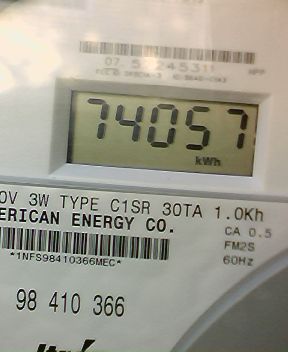 74057
kWh
0V 3W TYPE C1SR 30TA 1.0Kh
ERICAN ENERGY CO.
CA 0.5
FM2S
60Hz
*1NFS98410366MEC*
98 410 366